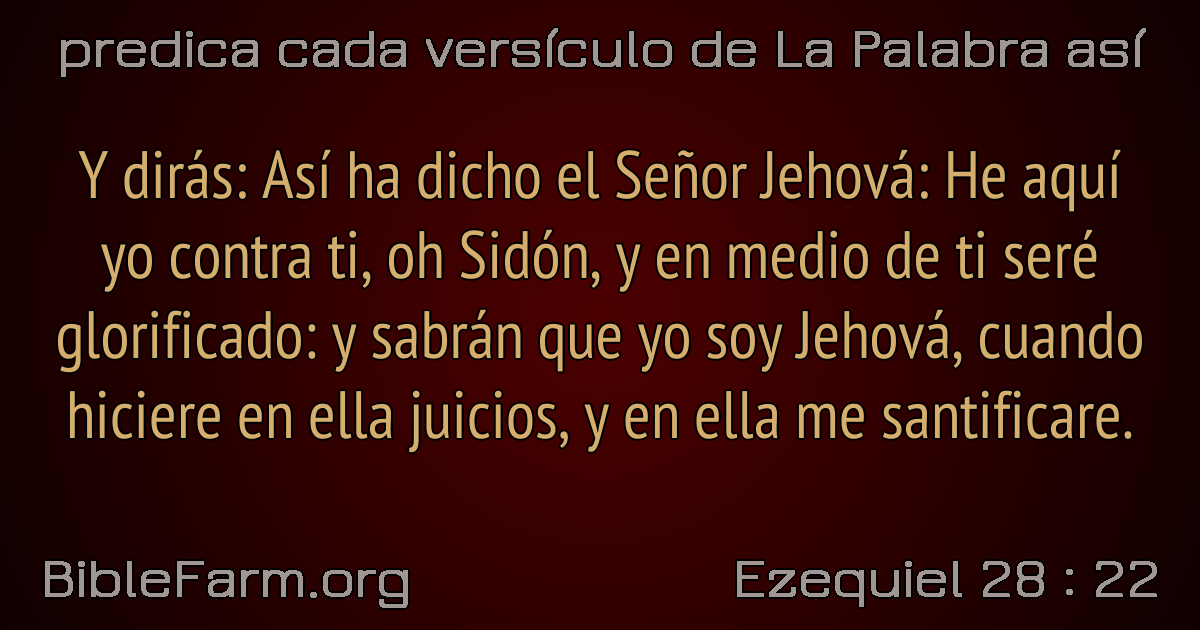 predica cada versículo de La Palabra así
Y dirás: Así ha dicho el Señor Jehová: He aquí
yo contra ti, oh Sidón, y en medio de ti seré
glorificado: y sabrán que yo soy Jehová, cuando
hiciere en ella juicios, y en ella me santificare.
BibleFarm.org
Ezequiel 28 : 22